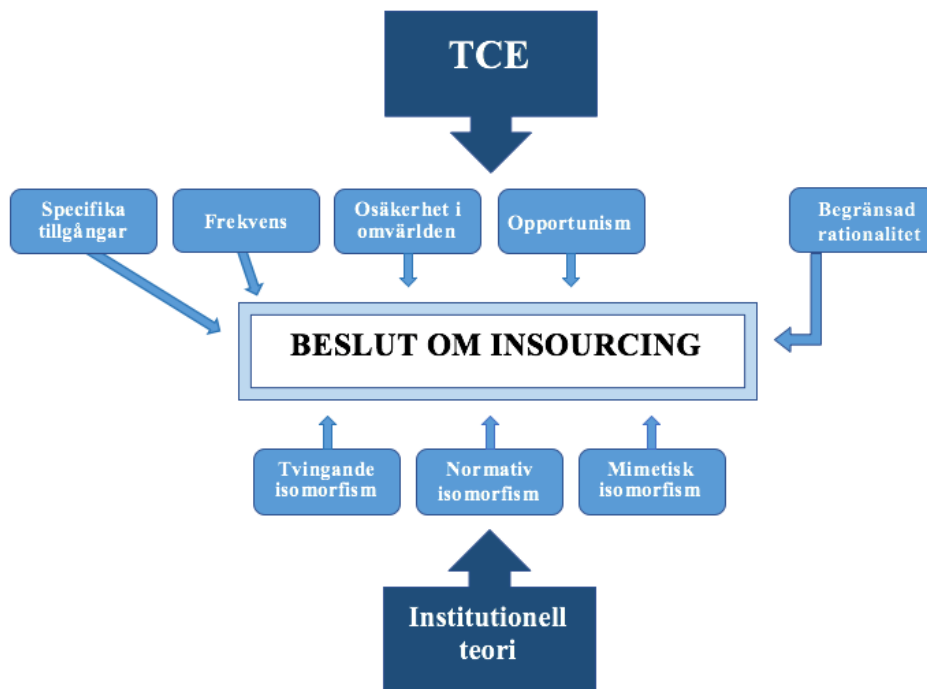 TCE
Specifika
tillgångar
Frekvens
Osäkerhet i
omvärlden
Opportunism
Begränsad
rationalitet
BESLUT OM INSOURCING
Tvingande
isomorfism
Normativ
isomorfism
Mimetisk
isomorfism
Institutionell
teori